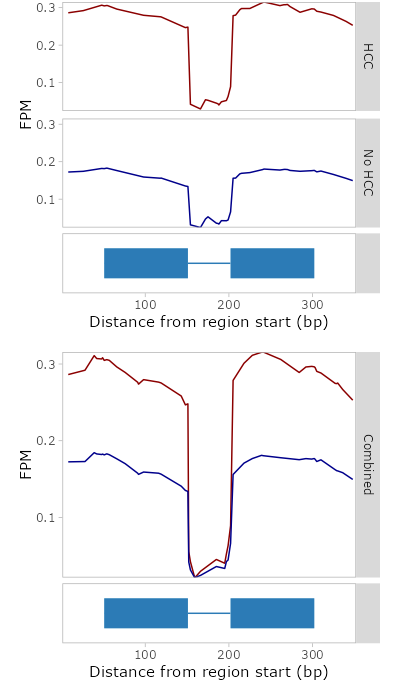 0.3
0.2
0.1
HCC
FPM
0.3
0.2
0.1
No HCC
100 200 300
Distance from region start (bp)
0.3
0.2
0.1
FPM
Combined
100 200 300
Distance from region start (bp)